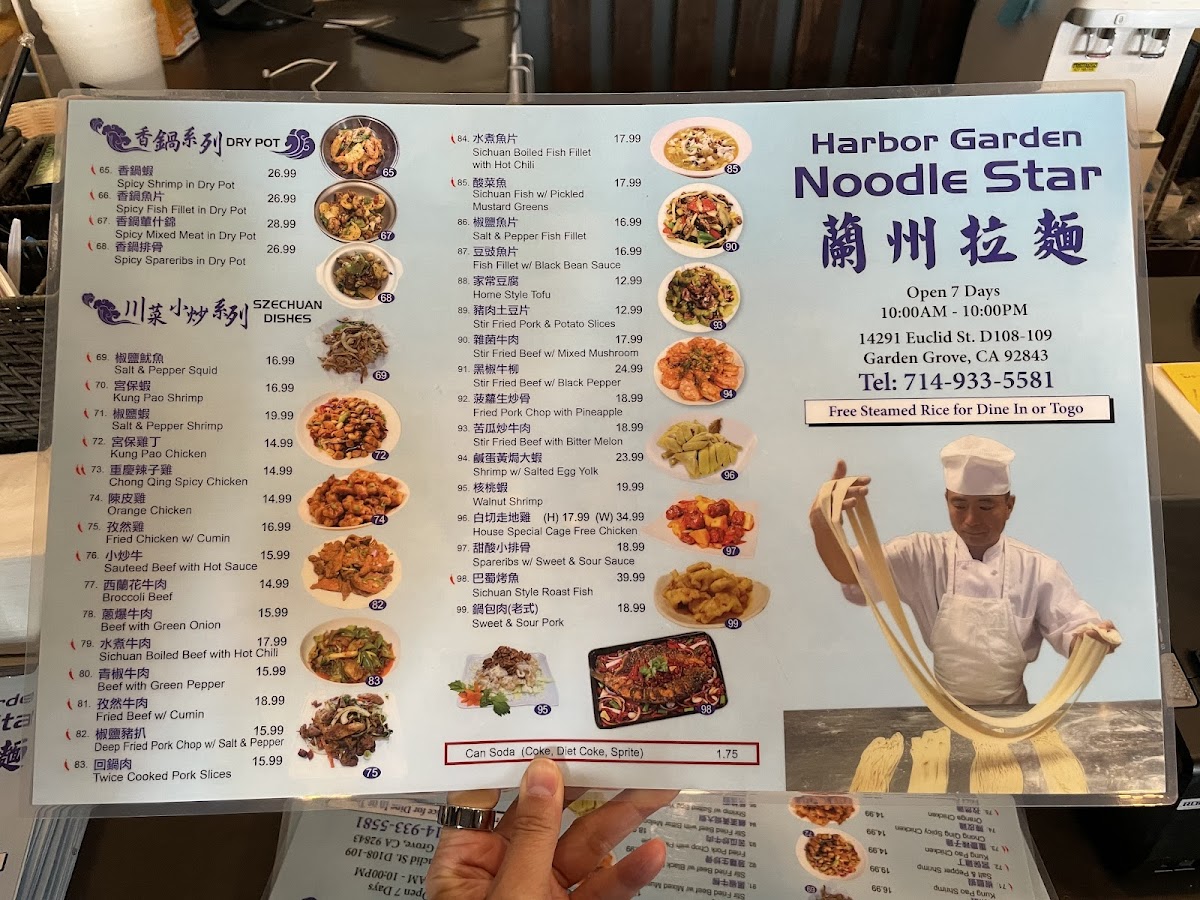 香鍋系列 DRY POT
65. 香鍋蝦 26.99
Spicy Shrimp in Dry Pot
66. 香鍋魚片 26.99
Spicy Fish Fillet in Dry Pot
67. 香鍋葷什錦 28.99
Spicy Mixed Meat in Dry Pot
68. 香鍋排骨 26.99
Spicy Spareribs in Dry Pot
65
67
68
川菜小炒系列 SZECHUAN
DISHES
69. 椒鹽魷魚 16.99
Salt & Pepper Squid
70. 宮保蝦 16.99
Kung Pao Shrimp
71. 椒鹽蝦 19.99
Salt & Pepper Shrimp
72. 宮保雞丁 14.99
Kung Pao Chicken
73. 重慶辣子雞 14.99
Chong Qing Spicy Chicken
74. 陳皮雞 14.99
Orange Chicken
75. 孜然雞 16.99
Fried Chicken w/ Cumin
76. 小炒牛 15.99
Sauteed Beef with Hot Sauce
77. 西蘭花牛肉 14.99
Broccoli Beef
78. 蔥爆牛肉 15.99
Beef with Green Onion
79. 水煮牛肉 17.99
Sichuan Boiled Beef with Hot Chili
80. 青椒牛肉 15.99
Beef with Green Pepper
81. 孜然牛肉 18.99
Fried Beef w/ Cumin
82. 椒鹽豬扒 15.99
Deep Fried Pork Chop w/ Salt & Pepper
83. 回鍋肉 15.99
Twice Cooked Pork Slices
69
72
74
82
83
75
84. 水煮魚片 17.99
Sichuan Boiled Fish Fillet
with Hot Chili
85. 酸菜魚 17.99
Sichuan Fish w/ Pickled
Mustard Greens
86. 椒鹽魚片 16.99
Salt & Pepper Fish Fillet
87. 豆豉魚片 16.99
Fish Fillet w/ Black Bean Sauce
88. 家常豆腐 12.99
Home Style Tofu
89. 豬肉土豆片 12.99
Stir Fried Pork & Potato Slices
90. 雜菌牛肉 17.99
Stir Fried Beef w/ Mixed Mushroom
91. 黑椒牛柳 24.99
Stir Fried Beef w/ Black Pepper
92. 菠蘿生炒骨 18.99
Fried Pork Chop with Pineapple
93. 苦瓜炒牛肉 18.99
Stir Fried Beef with Bitter Melon
94. 鹹蛋黃焗大蝦 23.99
Shrimp w/ Salted Egg Yolk
95. 核桃蝦 19.99
Walnut Shrimp
96. 白切走地雞 (H) 17.99 (W) 34.99
House Special Cage Free Chicken
97. 甜酸小排骨 18.99
Spareribs w/ Sweet & Sour Sauce
98. 巴蜀烤魚 39.99
Sichuan Style Roast Fish
99. 鍋包肉(老式) 18.99
Sweet & Sour Pork
85
90
93
94
96
97
99
95
98
Can Soda (Coke, Diet Coke, Sprite) 1.75
Harbor Garden
Noodle Star
蘭州拉麵
Open 7 Days
10:00AM - 10:00PM
14291 Euclid St. D108-109
Garden Grove, CA 92843
Tel: 714-933-5581
Free Steamed Rice for Dine In or Togo